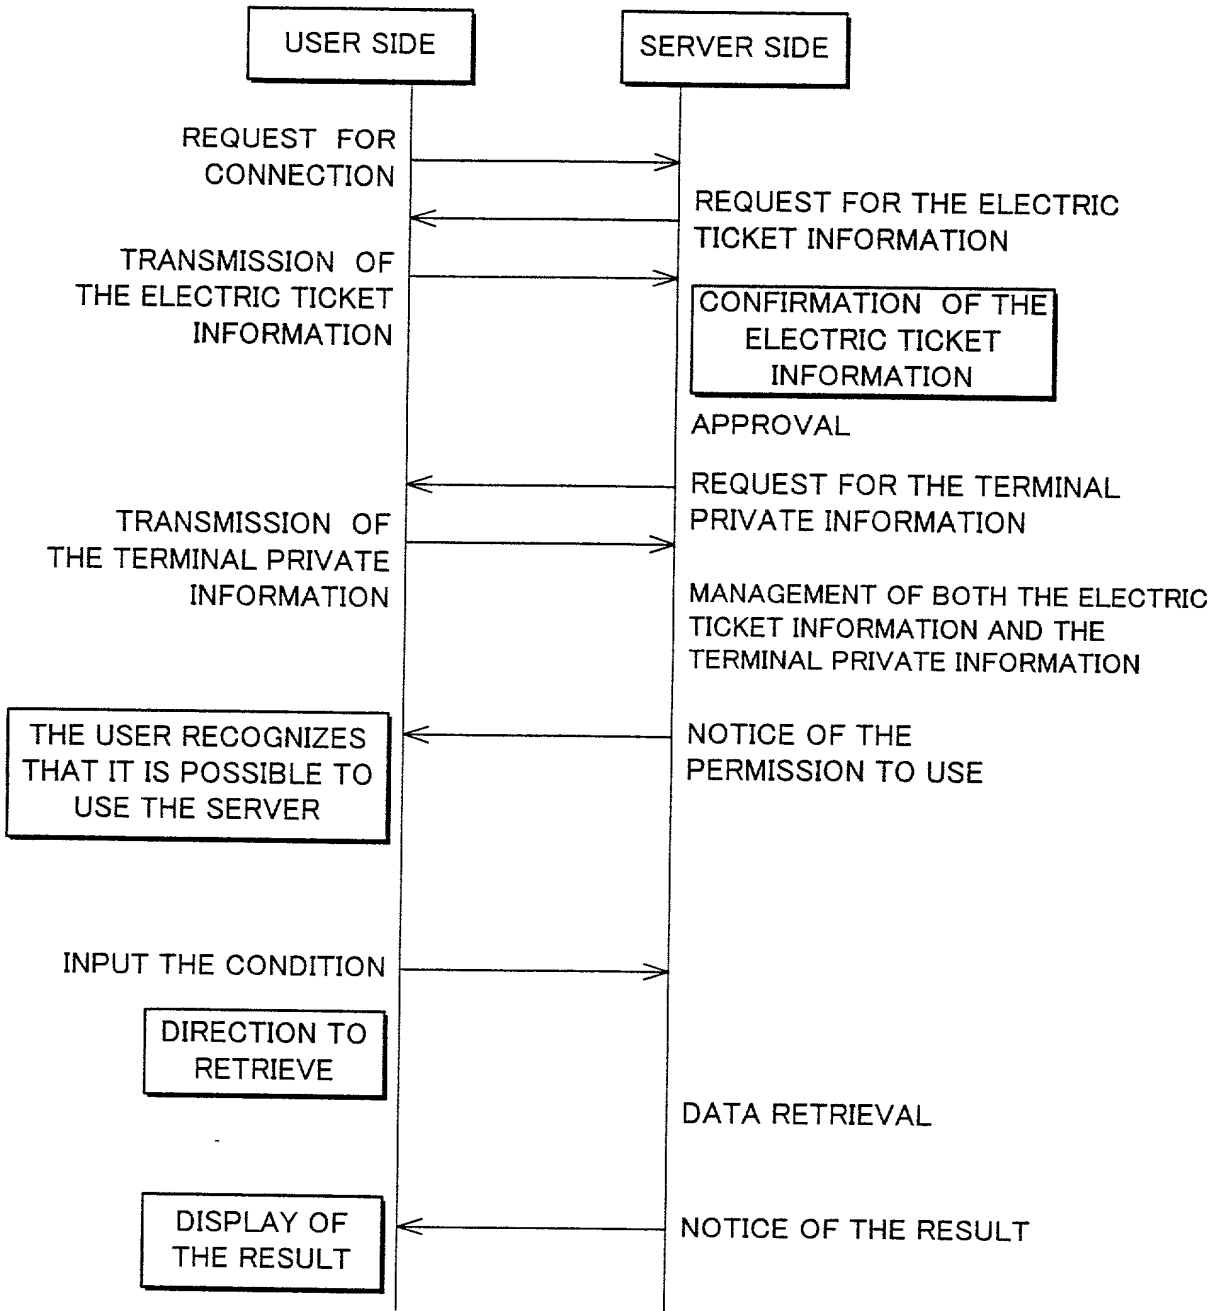 USER SIDE
SERVER SIDE
REQUEST FOR
CONNECTION
REQUEST FOR THE ELECTRIC
TICKET INFORMATION
TRANSMISSION OF
THE ELECTRIC TICKET
INFORMATION
CONFIRMATION OF THE
ELECTRIC TICKET
INFORMATION
APPROVAL
REQUEST FOR THE TERMINAL
PRIVATE INFORMATION
TRANSMISSION OF
THE TERMINAL PRIVATE
INFORMATION
MANAGEMENT OF BOTH THE ELECTRIC
TICKET INFORMATION AND THE
TERMINAL PRIVATE INFORMATION
NOTICE OF THE
PERMISSION TO USE
THE USER RECOGNIZES
THAT IT IS POSSIBLE TO
USE THE SERVER
INPUT THE CONDITION
DIRECTION TO
RETRIEVE
DATA RETRIEVAL
NOTICE OF THE RESULT
DISPLAY OF
THE RESULT